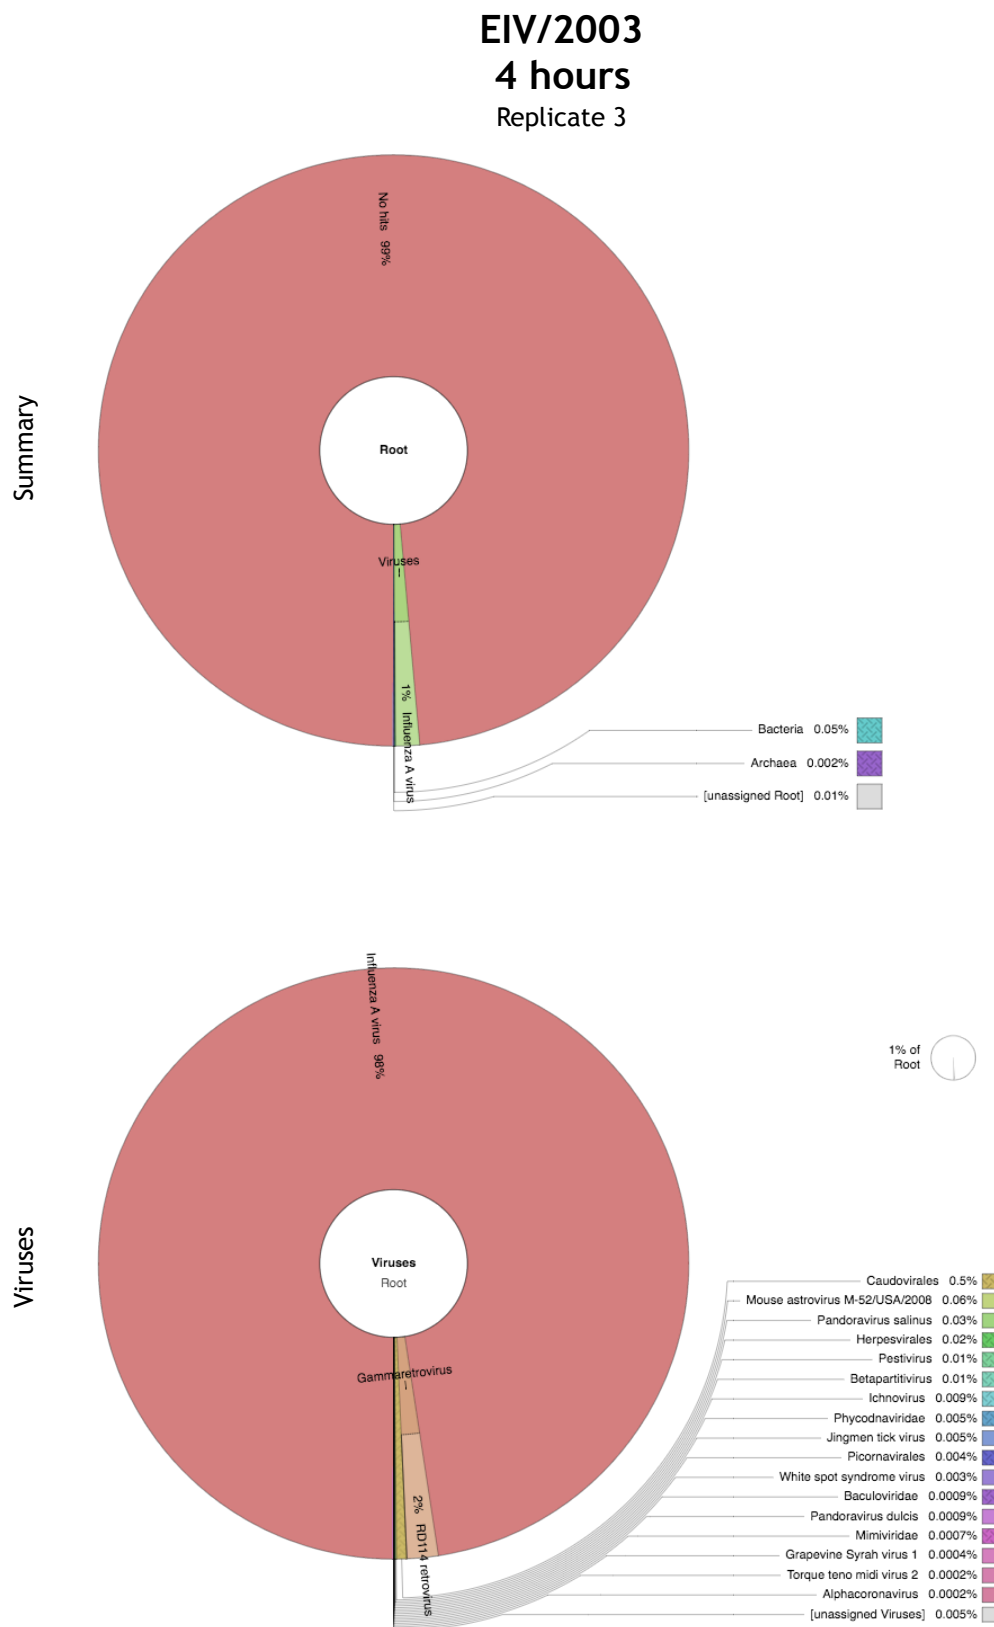 EIV/2003
4 hours
Replicate 3
Summary
No hits 99%
Root
Viruses
1% Influenza A virus
Bacteria 0.05%
Archaea 0.002%
[unassigned Root] 0.01%
Viruses
Influenza A virus 98%
1% of
Root
Viruses
Root
Gammaretrovirus
2% RD114 retrovirus
Caudovirales 0.5%
Mouse astrovirus M-52/USA/2008 0.06%
Pandoravirus salinus 0.03%
Herpesvirales 0.02%
Pestivirus 0.01%
Betapartitivirus 0.01%
Ichnovirus 0.009%
Phycodnaviridae 0.005%
Jingmen tick virus 0.005%
Picornavirales 0.004%
White spot syndrome virus 0.003%
Baculoviridae 0.0009%
Pandoravirus dulcis 0.0009%
Mimiviridae 0.0007%
Grapevine Syrah virus 1 0.0004%
Torque teno midi virus 2 0.0002%
Alphacoronavirus 0.0002%
[unassigned Viruses] 0.005%